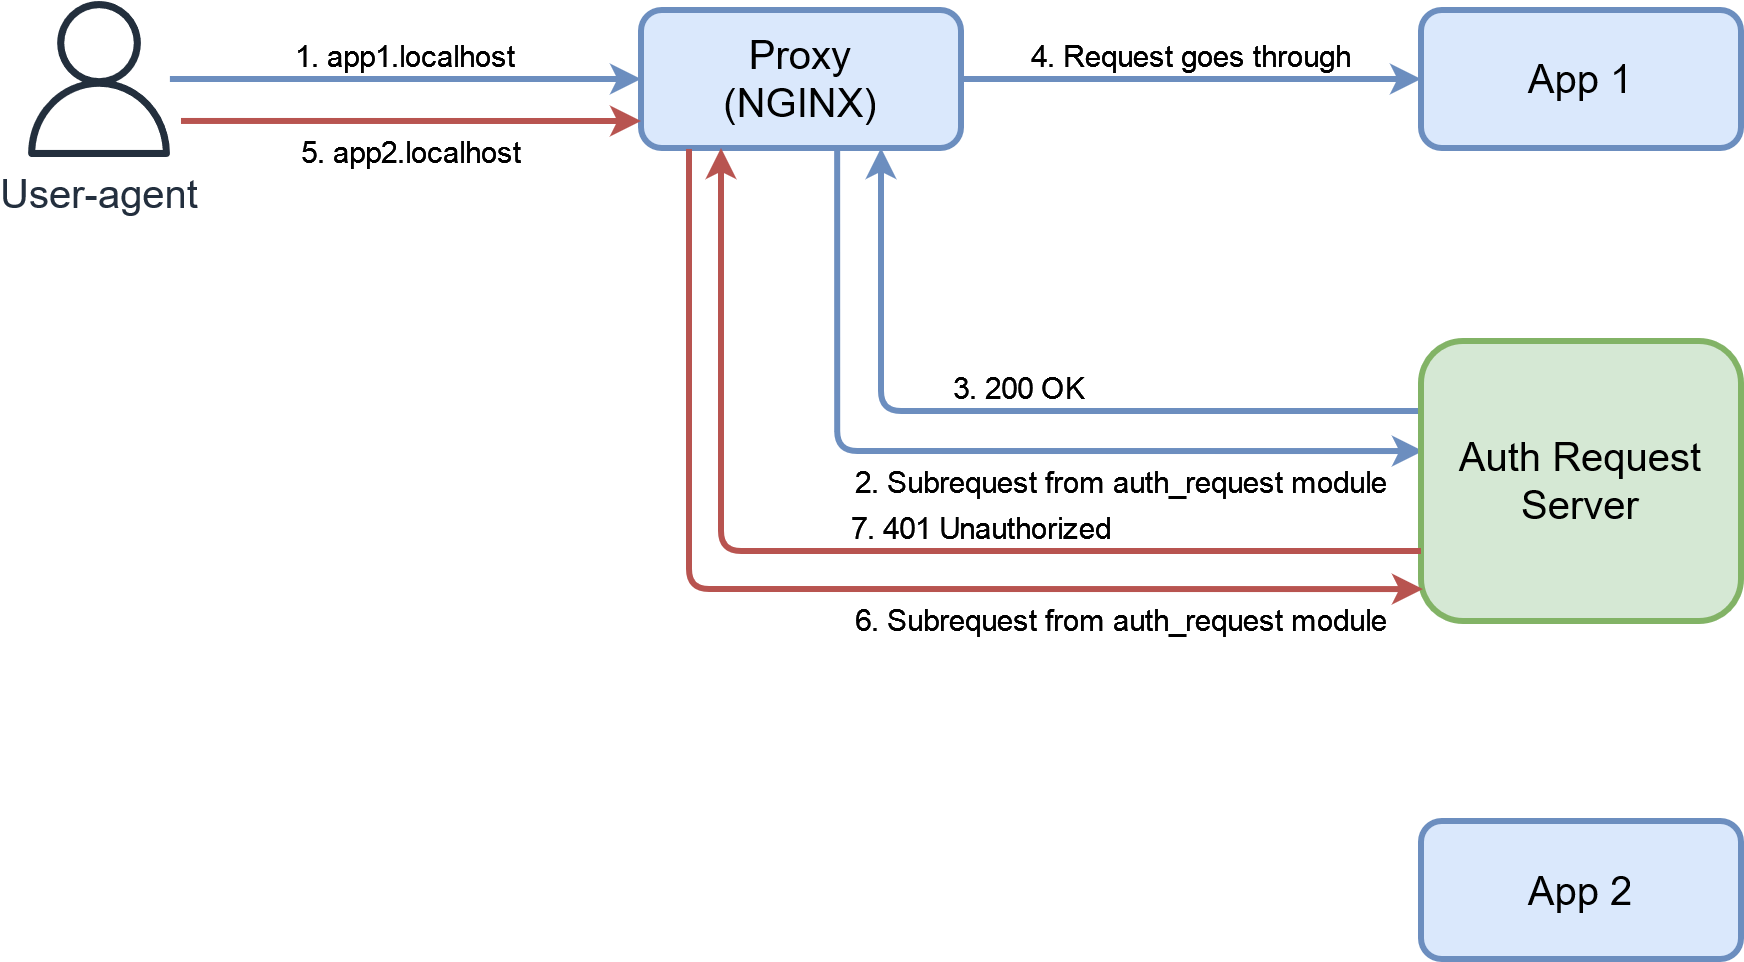 1. app1.localhost
Proxy
(NGINX)
4. Request goes through
App 1
5. app2.localhost
User-agent
3. 200 OK
2. Subrequest from auth_request module
7. 401 Unauthorized
6. Subrequest from auth_request module
Auth Request
Server
App 2